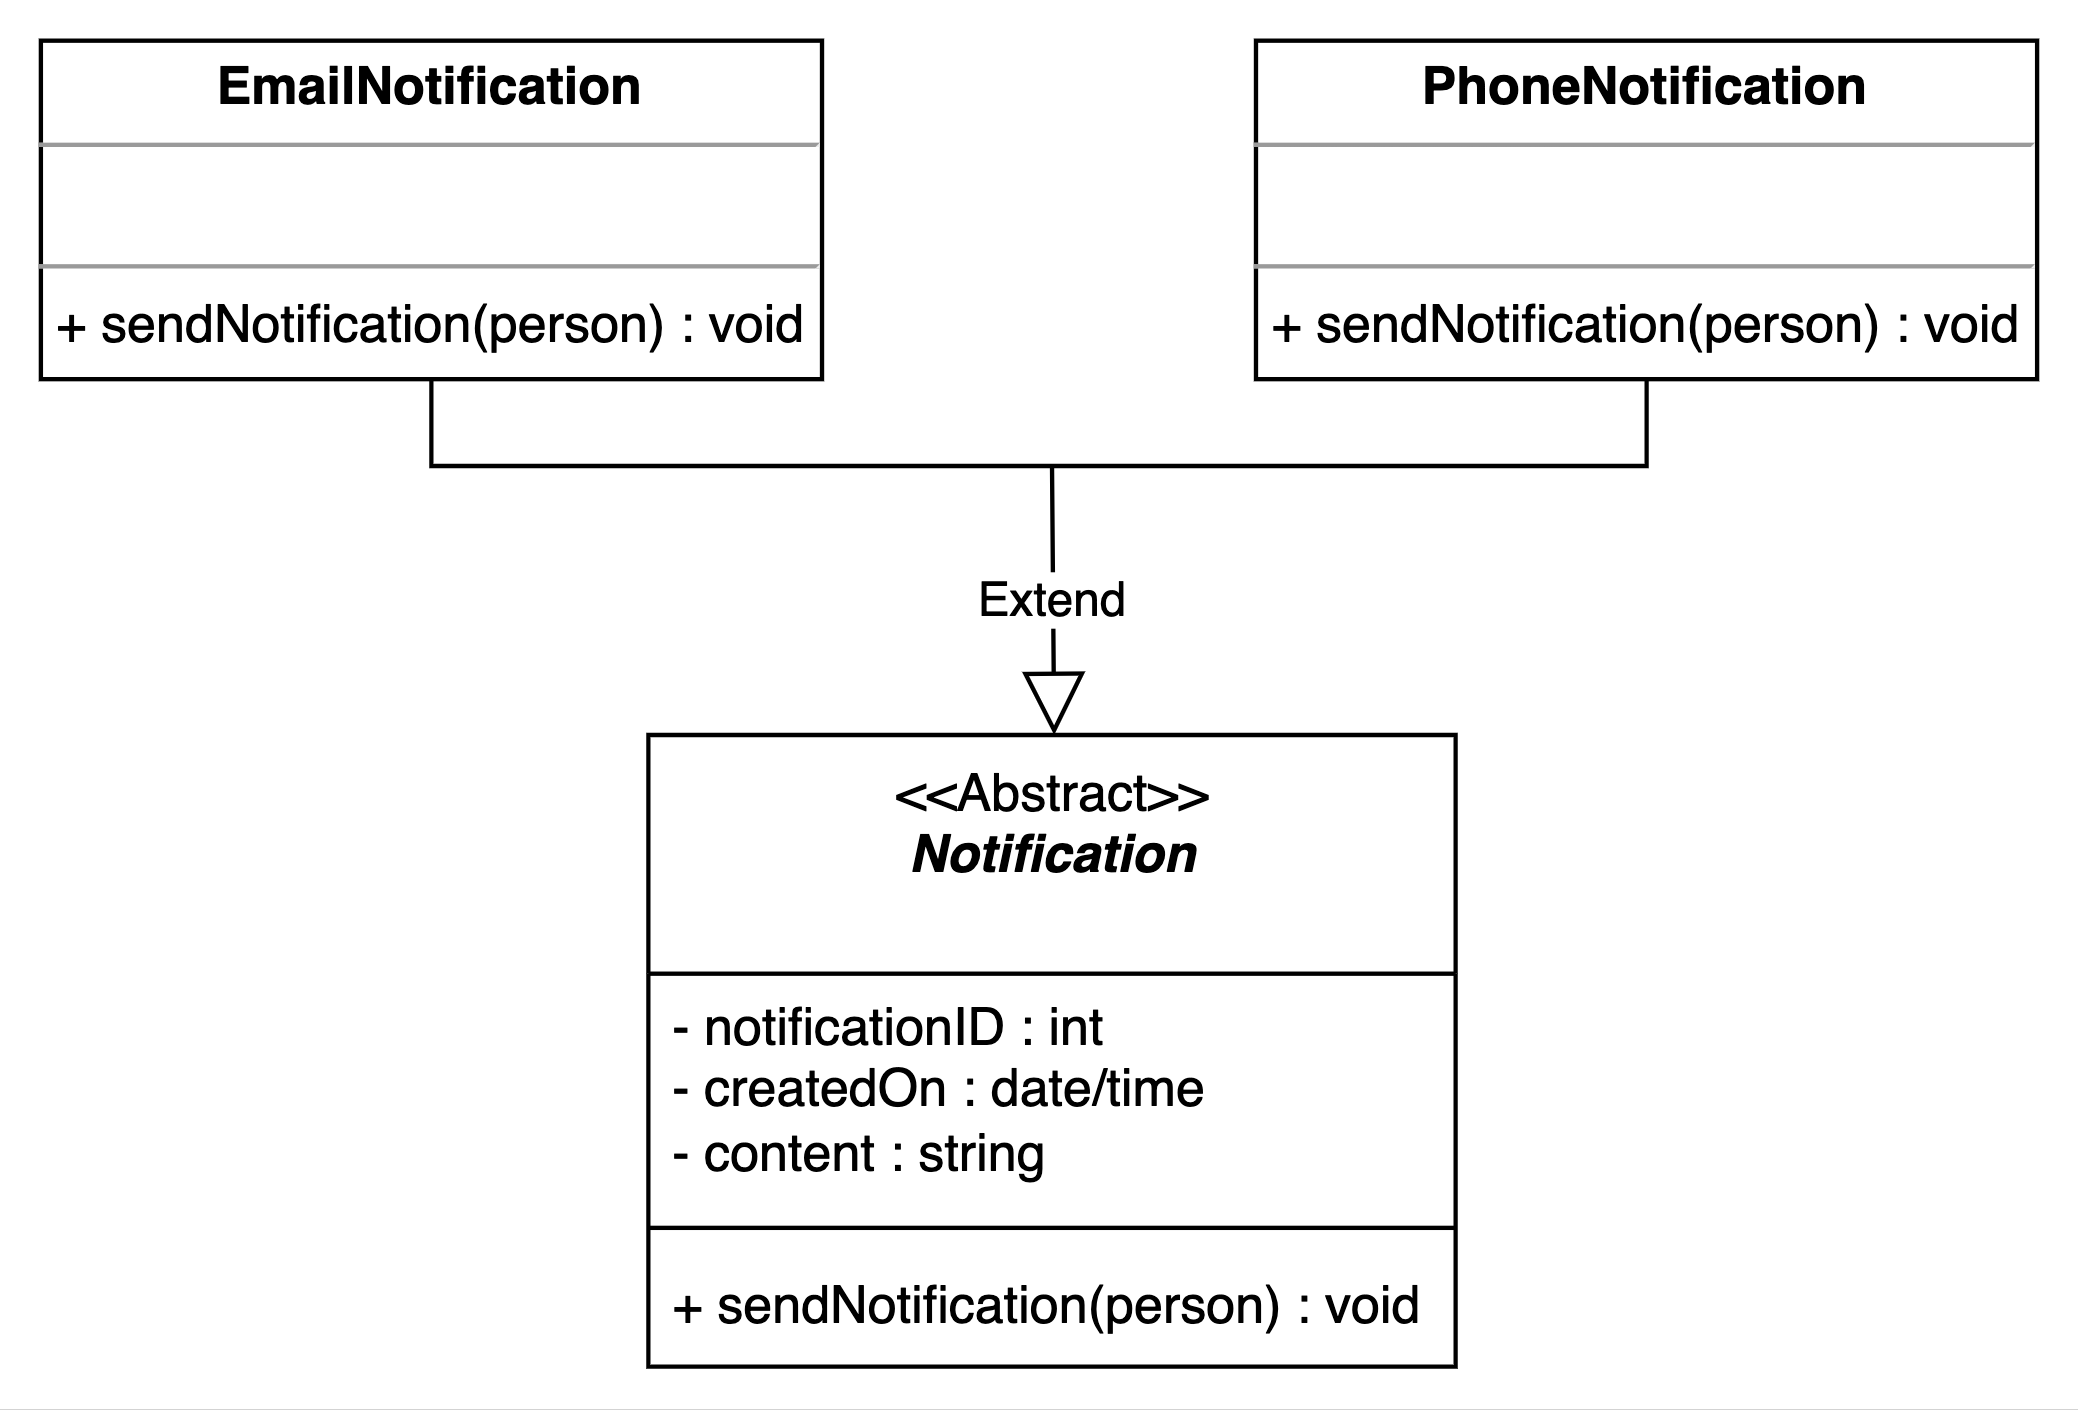 EmailNotification
+ sendNotification(person) : void
PhoneNotification
+ sendNotification(person) : void
Extend
<<Abstract>>
Notification
- notificationID : int
- createdOn : date/time
- content : string
+ sendNotification(person) : void